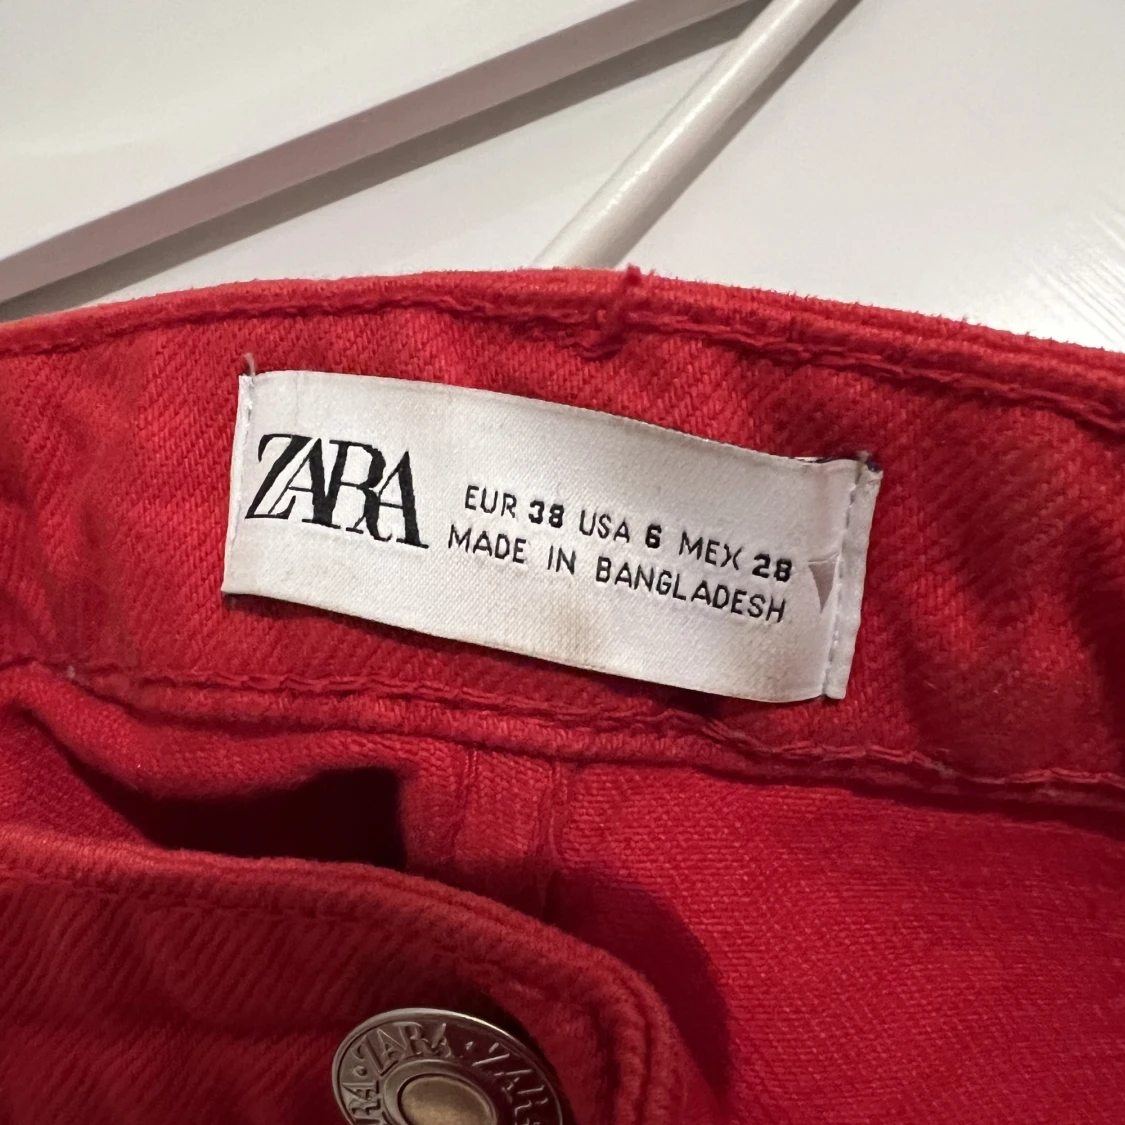 ZARA
EUR 38 USA 6 MEX 28
MADE IN BANGLADESH
ZARA · ZARA